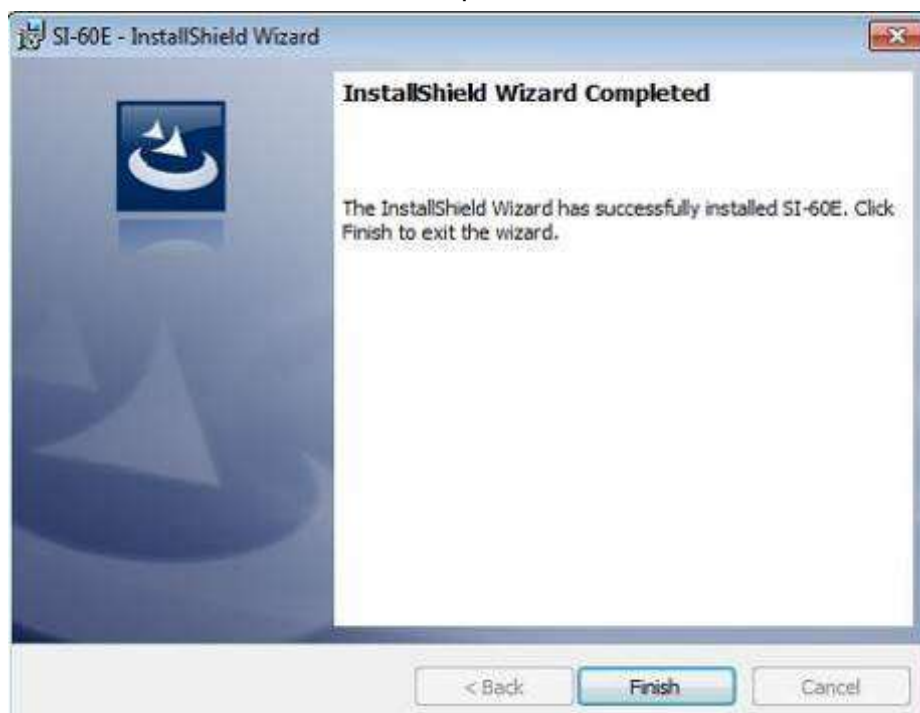 SI-60E - InstallShield Wizard
InstallShield Wizard Completed
The InstallShield Wizard has successfully installed SI-60E. Click
Finish to exit the wizard.
< Back
Finish
Cancel